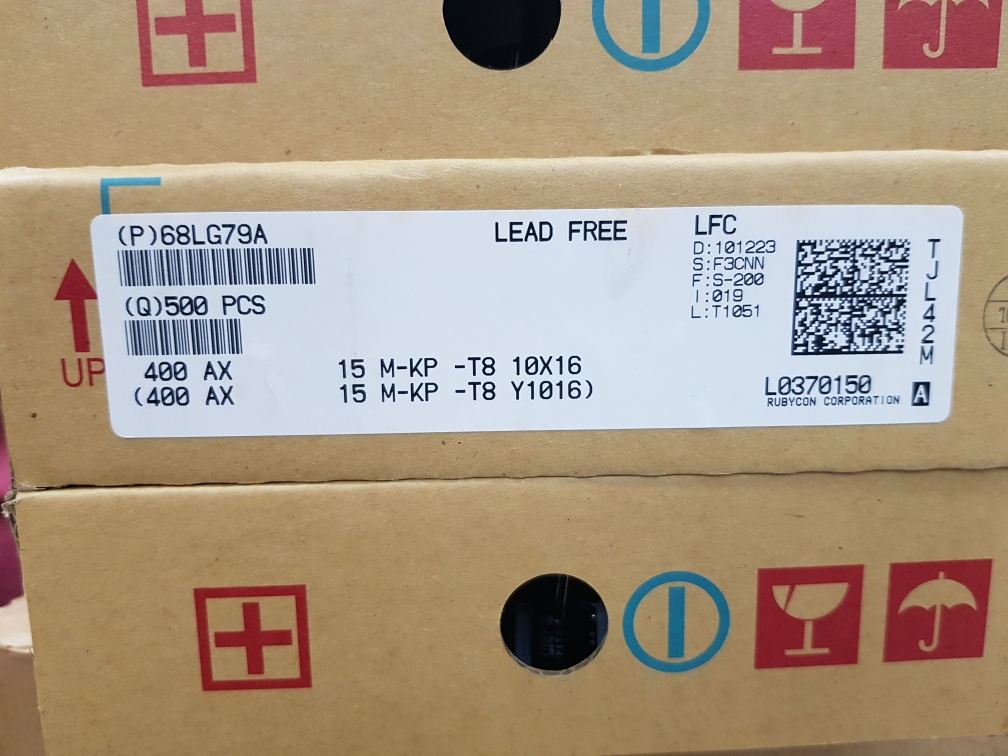 (P)68LG79A
LEAD FREE
LFC
D:101223
S:F3CNN
F:S-200
I:019
L:T1051
(Q)500 PCS
400 AX 15 M-KP -T8 10X16
(400 AX 15 M-KP -T8 Y1016)
L0370150
RUBYCON CORPORATION A
TJL42M
UP